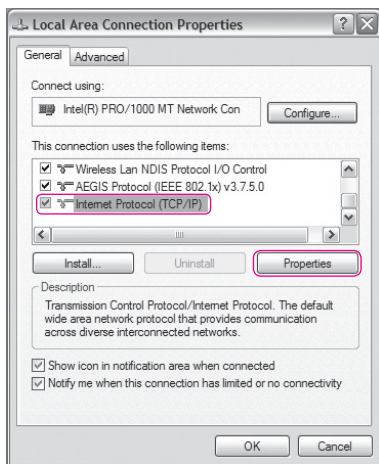 Local Area Connection Properties
General
Advanced
Connect using:
Intel(R) PRO/1000 MT Network Con
Configure...
This connection uses the following items:
Wireless Lan NDIS Protocol I/O Control
AEGIS Protocol (IEEE 802.1x) v3.7.5.0
Internet Protocol (TCP/IP)
Install...
Uninstall
Properties
Description
Transmission Control Protocol/Internet Protocol. The default
wide area network protocol that provides communication
across diverse interconnected networks.
Show icon in notification area when connected
Notify me when this connection has limited or no connectivity
OK
Cancel